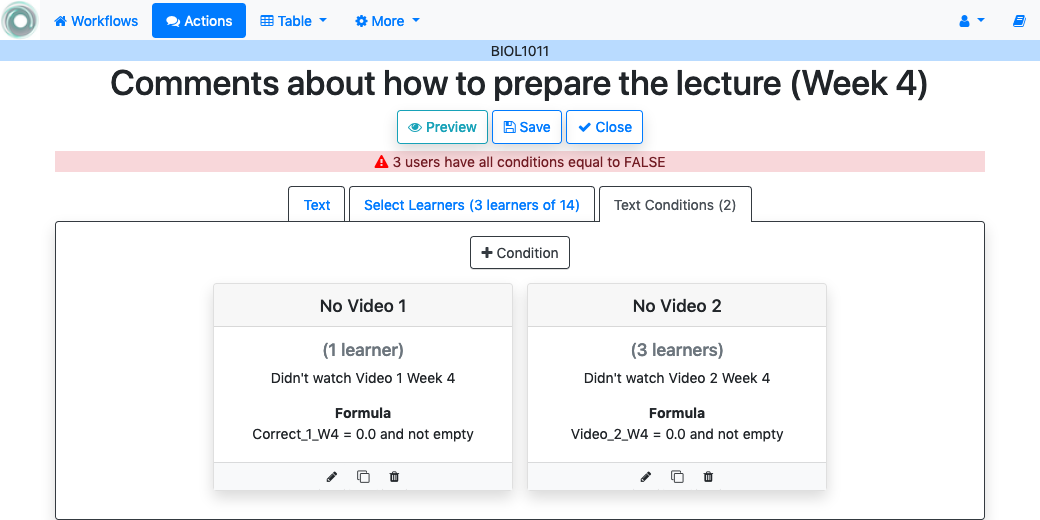 Workflows Actions Table More
BIOL1011
Comments about how to prepare the lecture (Week 4)
Preview Save Close
3 users have all conditions equal to FALSE
Text Select Learners (3 learners of 14) Text Conditions (2)
Condition
No Video 1
(1 learner)
Didn't watch Video 1 Week 4
Formula
Correct_1_W4 = 0.0 and not empty
No Video 2
(3 learners)
Didn't watch Video 2 Week 4
Formula
Video_2_W4 = 0.0 and not empty